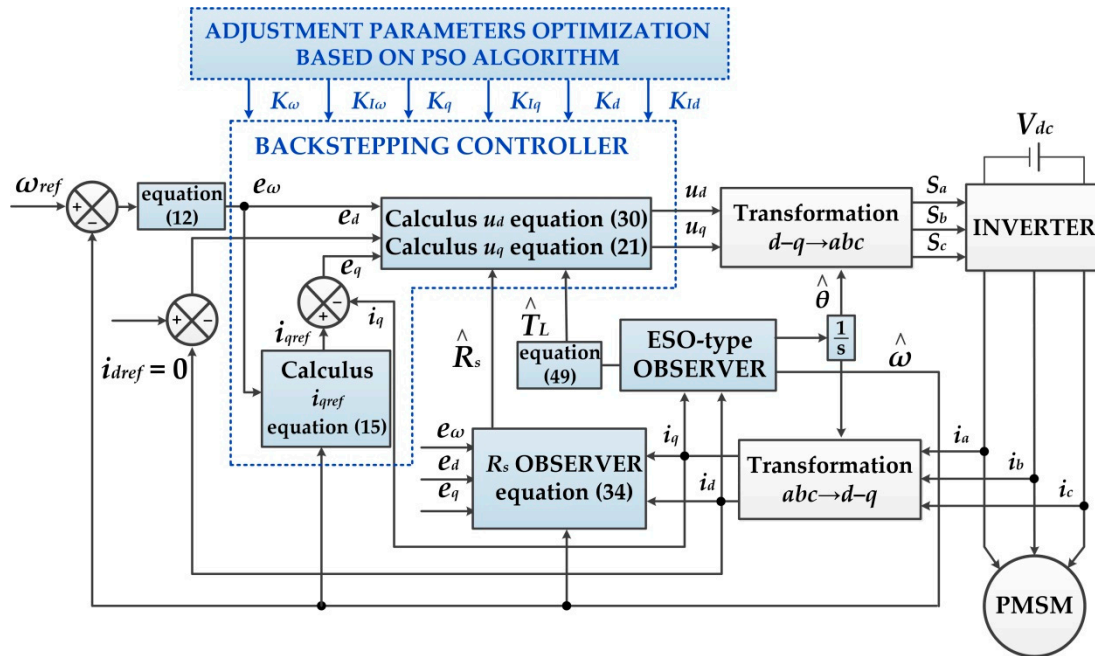 ADJUSTMENT PARAMETERS OPTIMIZATION
BASED ON PSO ALGORITHM
Kω KIω Kq KIq Kd KId
BACKSTEPPING CONTROLLER
Vdc
ωref
+ −
equation
(12)
eω
ed
eq
Calculus ud equation (30)
Calculus uq equation (21)
ud
uq
Transformation
d–q→abc
Sa
Sb
Sc
INVERTER
+ −
idref = 0
− +
iq
iqref
Calculus
iqref
equation (15)
^
Rs
^
TL
equation
(49)
ESO-type
OBSERVER
^
θ
1
s
^
ω
eω
ed
eq
Rs OBSERVER
equation (34)
iq
id
Transformation
abc→d–q
ia
ib
ic
PMSM